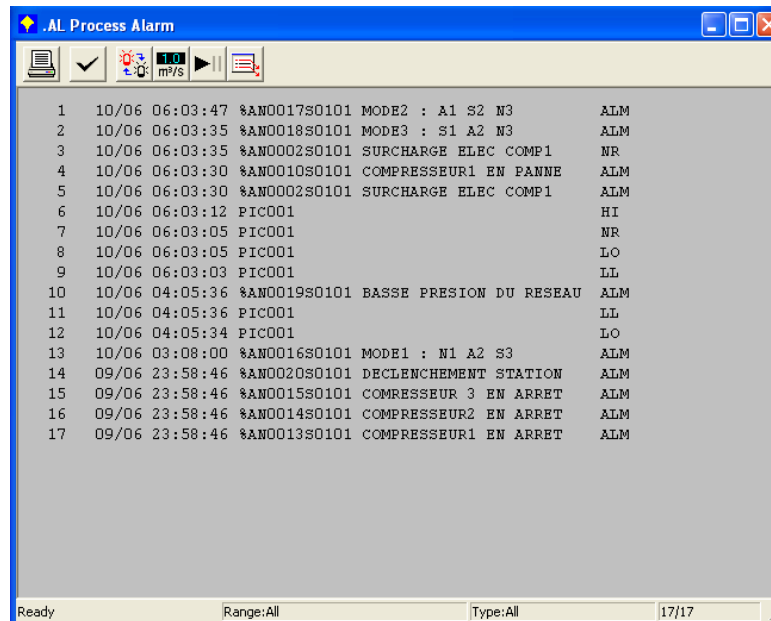 .AL Process Alarm
1.0
m³/s
1 10/06 06:03:47 %AN0017S0101 MODE2 : A1 S2 N3 ALM
2 10/06 06:03:35 %AN0018S0101 MODE3 : S1 A2 N3 ALM
3 10/06 06:03:35 %AN0002S0101 SURCHARGE ELEC COMP1 NR
4 10/06 06:03:30 %AN0010S0101 COMPRESSEUR1 EN PANNE ALM
5 10/06 06:03:30 %AN0002S0101 SURCHARGE ELEC COMP1 ALM
6 10/06 06:03:12 PIC001 HI
7 10/06 06:03:05 PIC001 NR
8 10/06 06:03:05 PIC001 LO
9 10/06 06:03:03 PIC001 LL
10 10/06 04:05:36 %AN0019S0101 BASSE PRESION DU RESEAU ALM
11 10/06 04:05:36 PIC001 LL
12 10/06 04:05:34 PIC001 LO
13 10/06 03:08:00 %AN0016S0101 MODE1 : N1 A2 S3 ALM
14 09/06 23:58:46 %AN0020S0101 DECLENCHEMENT STATION ALM
15 09/06 23:58:46 %AN0015S0101 COMRESSEUR 3 EN ARRET ALM
16 09/06 23:58:46 %AN0014S0101 COMPRESSEUR2 EN ARRET ALM
17 09/06 23:58:46 %AN0013S0101 COMPRESSEUR1 EN ARRET ALM
Ready Range:All Type:All 17/17